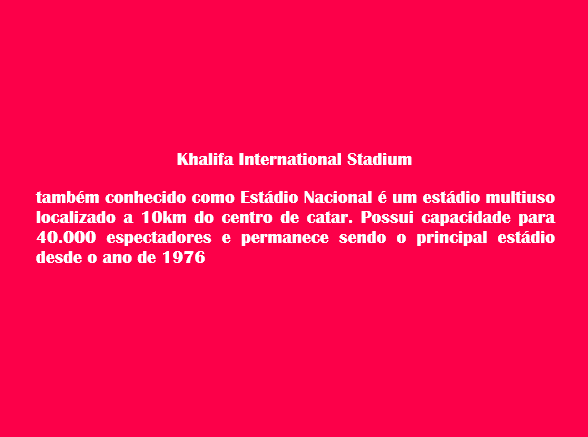 Khalifa International Stadium
também conhecido como Estádio Nacional é um estádio multiuso
localizado a 10km do centro de catar. Possui capacidade para
40.000 espectadores e permanece sendo o principal estádio
desde o ano de 1976